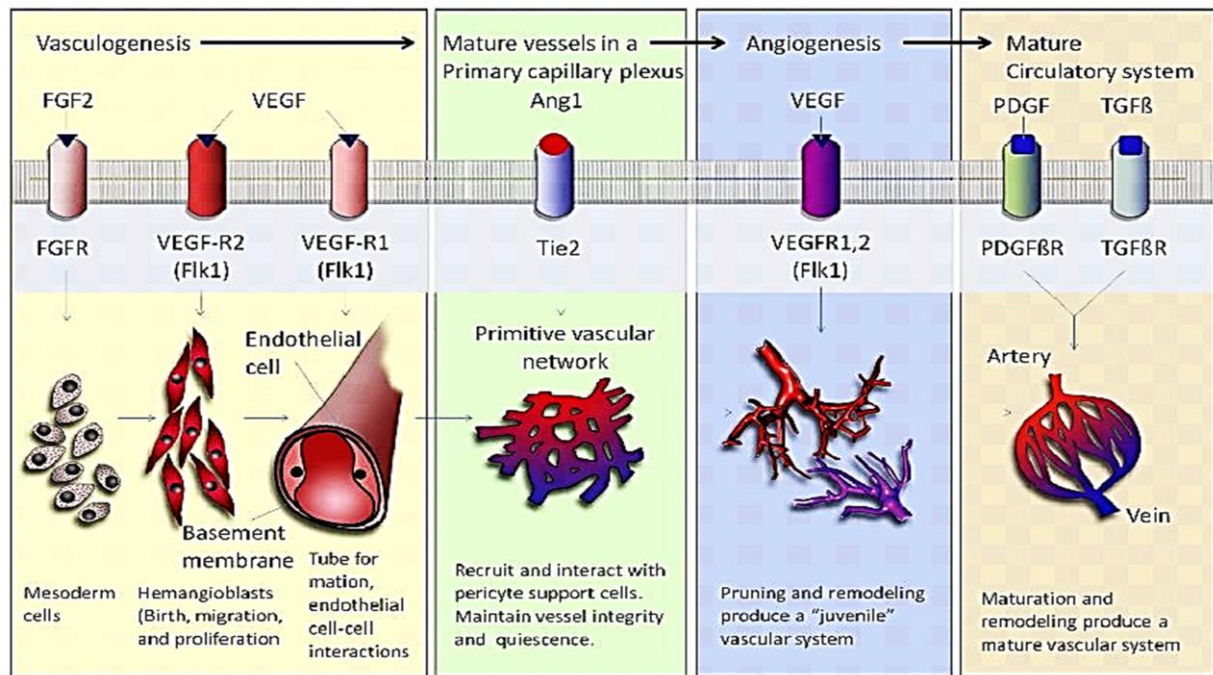 Vasculogenesis
FGF2
VEGF
FGFR
VEGF-R2
(Flk1)
VEGF-R1
(Flk1)
Endothelial
cell
Basement
membrane
Mesoderm
cells
Hemangioblasts
(Birth, migration,
and proliferation
Tube for
mation,
endothelial
cell-cell
interactions
Mature vessels in a
Primary capillary plexus
Ang1
Tie2
Primitive vascular
network
Recruit and interact with
pericyte support cells.
Maintain vessel integrity
and quiescence.
Angiogenesis
VEGF
VEGFR1,2
(Flk1)
Pruning and remodeling
produce a "juvenile"
vascular system
Mature
Circulatory system
PDGF
TGFß
PDGFßR
TGFßR
Artery
Vein
Maturation and
remodeling produce a
mature vascular system